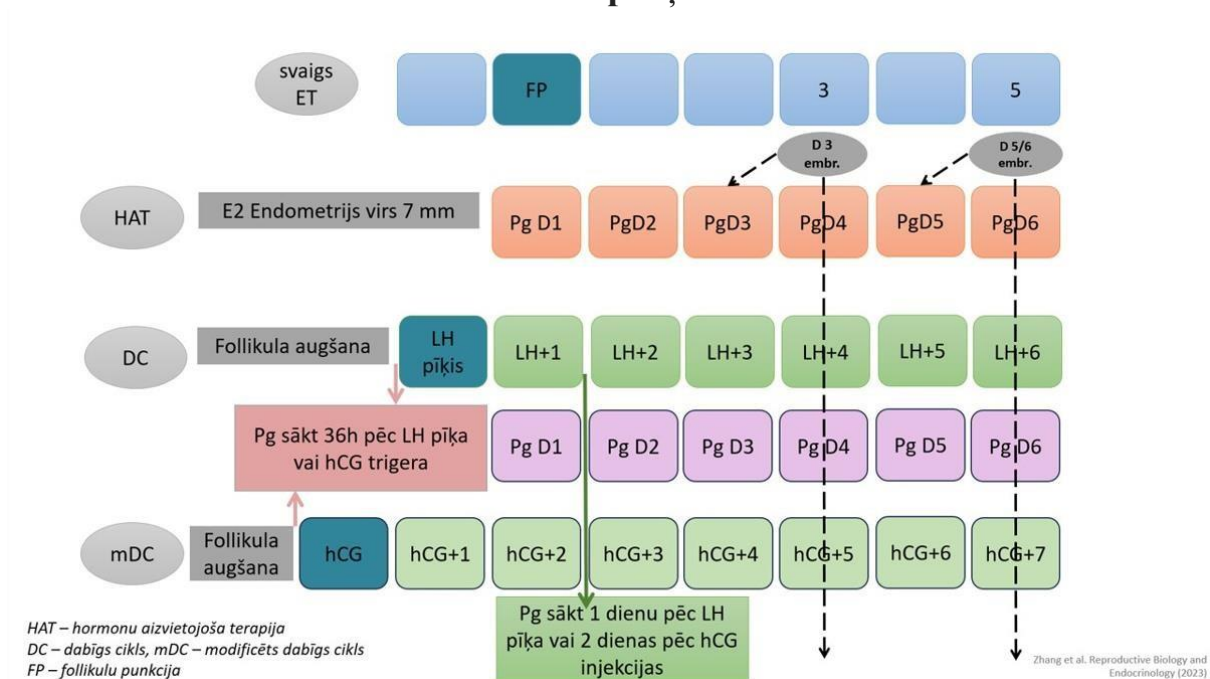 svaigs
ET
FP
3
5
D 3
embr.
D 5/6
embr.
HAT
E2 Endometrijs virs 7 mm
Pg D1
PgD2
PgD3
PgD4
PgD5
PgD6
DC
Follikula augšana
LH
pīķis
LH+1
LH+2
LH+3
LH+4
LH+5
LH+6
Pg sākt 36h pēc LH pīķa
vai hCG trigera
Pg D1
Pg D2
Pg D3
Pg D4
Pg D5
Pg D6
mDC
Follikula
augšana
hCG
hCG+1
hCG+2
hCG+3
hCG+4
hCG+5
hCG+6
hCG+7
Pg sākt 1 dienu pēc LH
pīķa vai 2 dienas pēc hCG
injekcijas
HAT – hormonu aizvietojoša terapija
DC – dabīgs cikls, mDC – modificēts dabīgs cikls
FP – follikulu punkcija
Zhang et al. Reproductive Biology and
Endocrinology (2023)